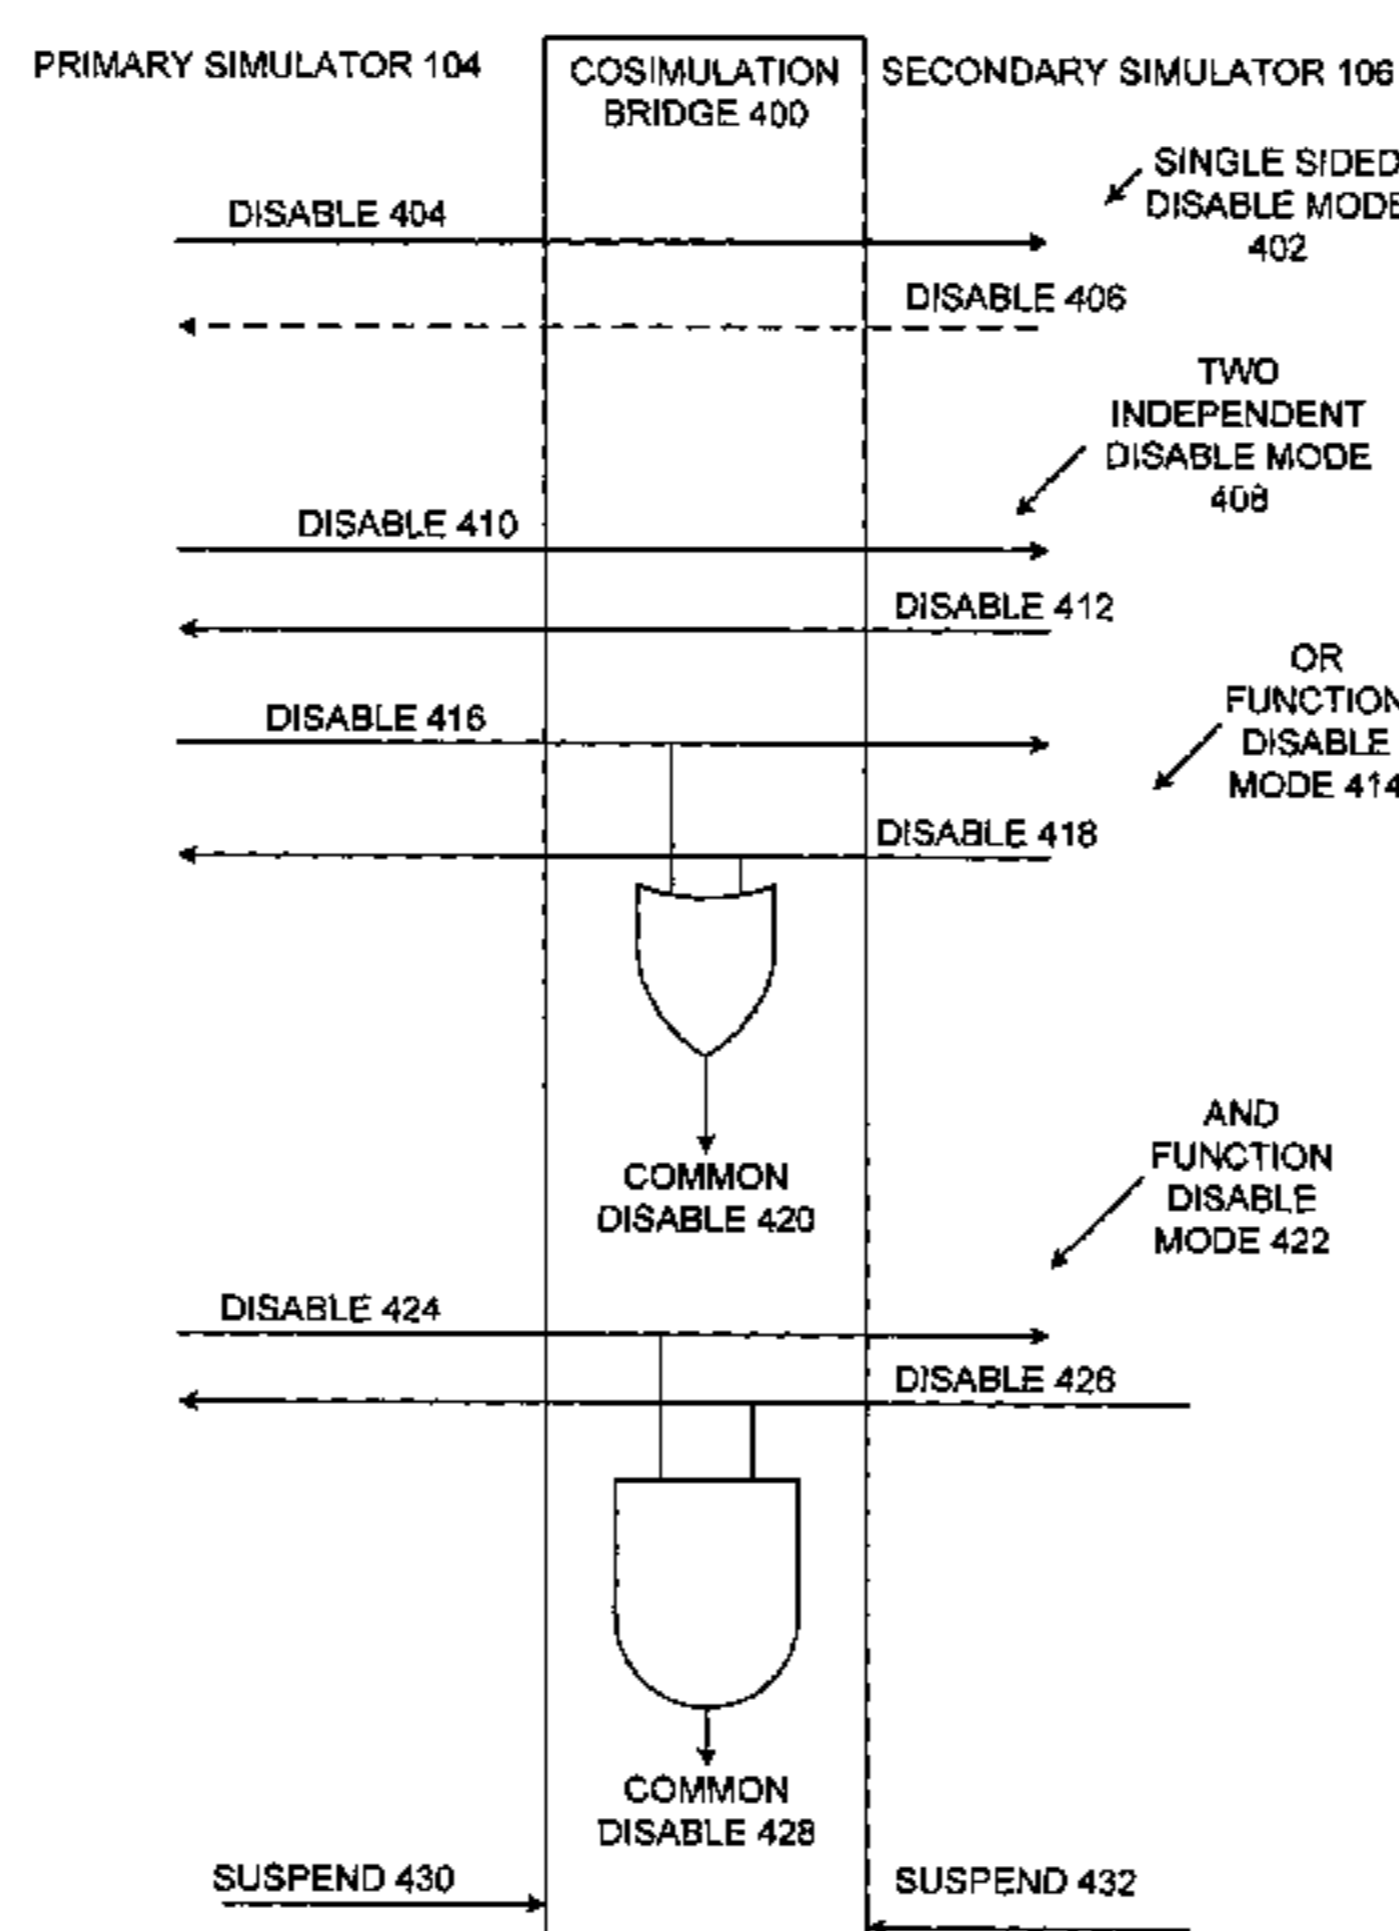 PRIMARY SIMULATOR 104
COSIMULATION
BRIDGE 400
SECONDARY SIMULATOR 106
SINGLE SIDED
DISABLE MODE
402
DISABLE 404
DISABLE 406
TWO
INDEPENDENT
DISABLE MODE
408
DISABLE 410
DISABLE 412
OR
FUNCTION
DISABLE
MODE 414
DISABLE 416
DISABLE 418
COMMON
DISABLE 420
AND
FUNCTION
DISABLE
MODE 422
DISABLE 424
DISABLE 426
COMMON
DISABLE 428
SUSPEND 430
SUSPEND 432